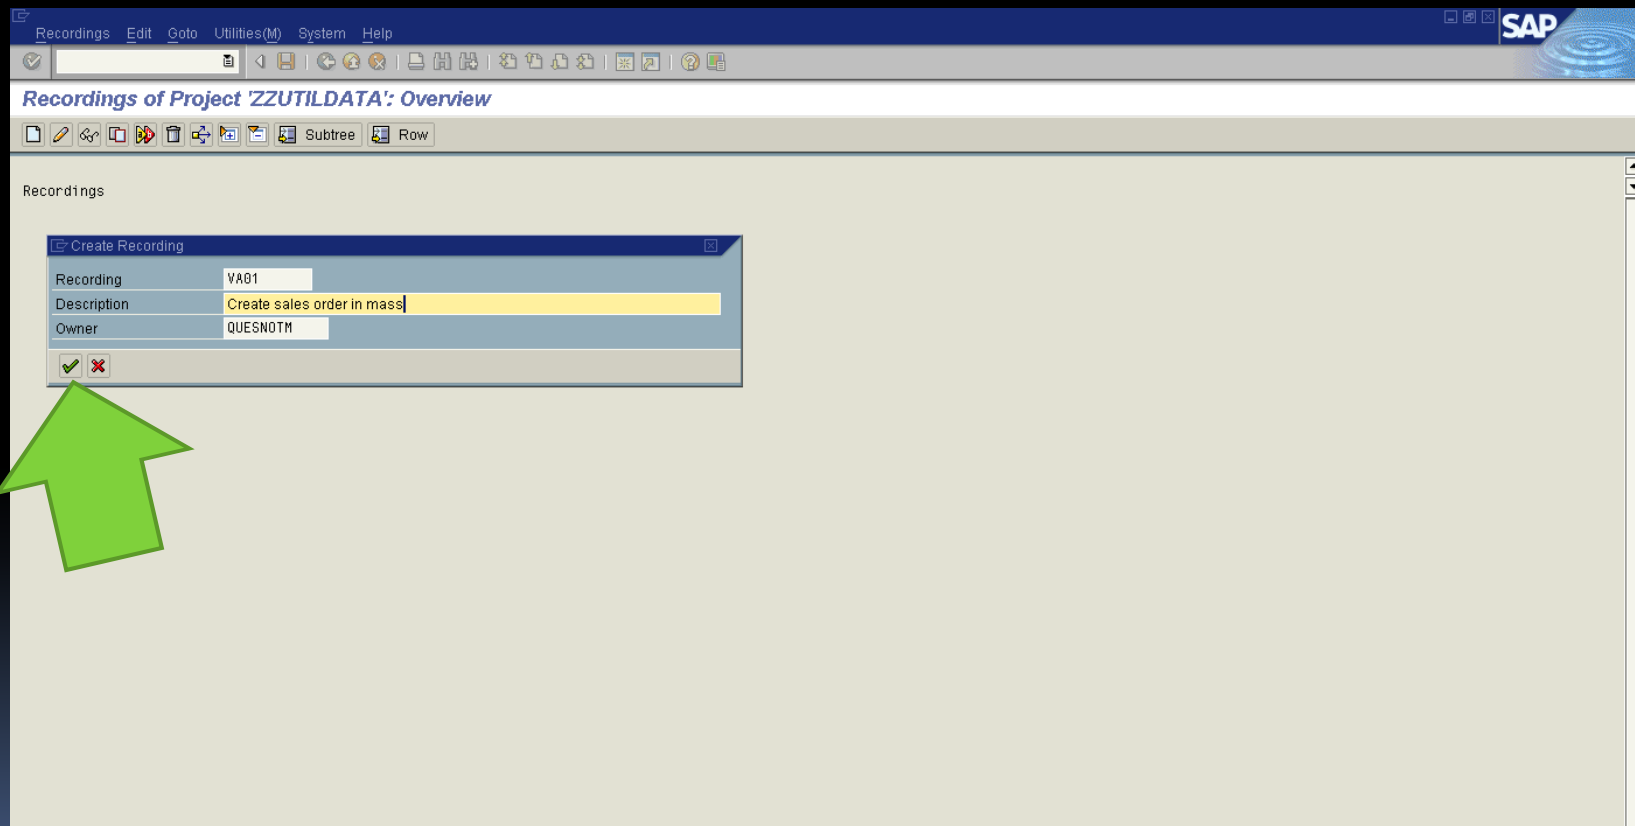 Recordings Edit Goto Utilities(M) System Help
SAP
Recordings of Project 'ZZUTILDATA': Overview
Subtree Row
Recordings
Create Recording
Recording VA01
Description Create sales order in mass
Owner QUESNOTM